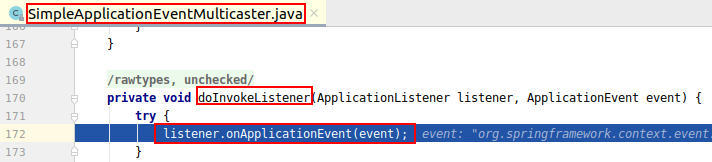 SimpleApplicationEventMulticaster.java
166 }
167 }
168
169 /rawtypes, unchecked/
170 private void doInvokeListener(ApplicationListener listener, ApplicationEvent event) {
171 try {
172 listener.onApplicationEvent(event); event: "org.springframework.context.event.
173 }